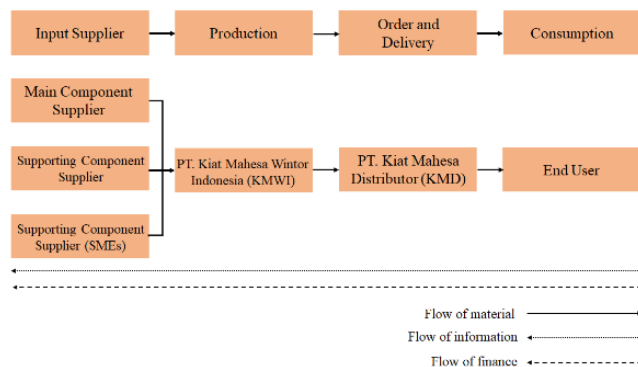 Input Supplier
Production
Order and
Delivery
Consumption
Main Component
Supplier
Supporting Component
Supplier
PT. Kiat Mahesa Wintor
Indonesia (KMWI)
PT. Kiat Mahesa
Distributor (KMD)
End User
Supporting Component
Supplier (SMEs)
Flow of material
Flow of information
Flow of finance